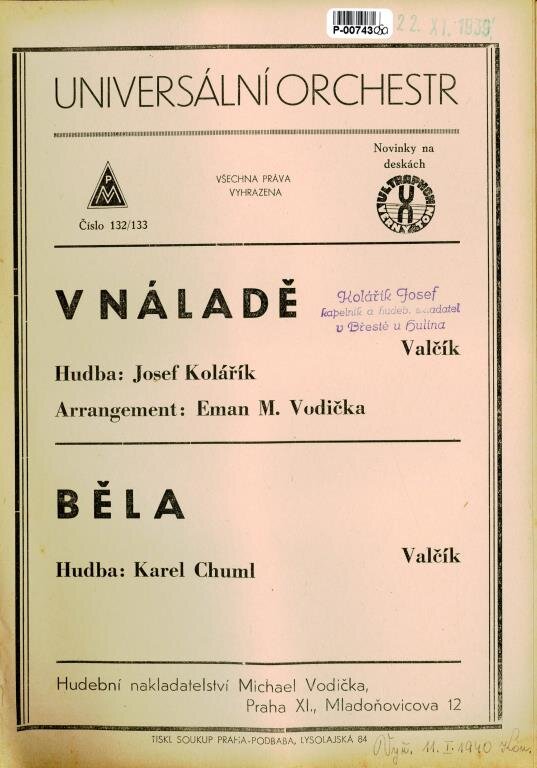 P-00743
22. XI. 1939
UNIVERSÁLNÍ ORCHESTR
Novinky na
deskách
P
M
VŠECHNA PRÁVA
VYHRAZENA
ULTRAPHON
Číslo 132/133
V NÁLADĚ
Kolářík Josef
kapelník a hudeb. skladatel
v Břestě u Hulína
Valčík
Hudba: Josef Kolářík
Arrangement: Eman M. Vodička
BĚLA
Valčík
Hudba: Karel Chuml
Hudební nakladatelství Michael Vodička,
Praha XI., Mladoňovicova 12
TISKL SOUKUP PRAHA-PODBABA, LYSOLAJSKÁ 84
11. I. 1940